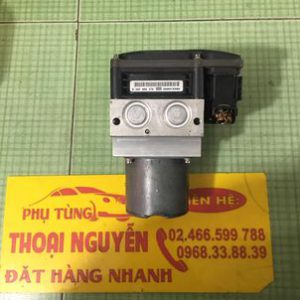 PHỤ TÙNG
LIÊN HỆ:
THOẠI NGUYỄN
02.466.599.788
0968.33.88.39
ĐẶT HÀNG NHANH